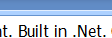 t. Built in .Net.